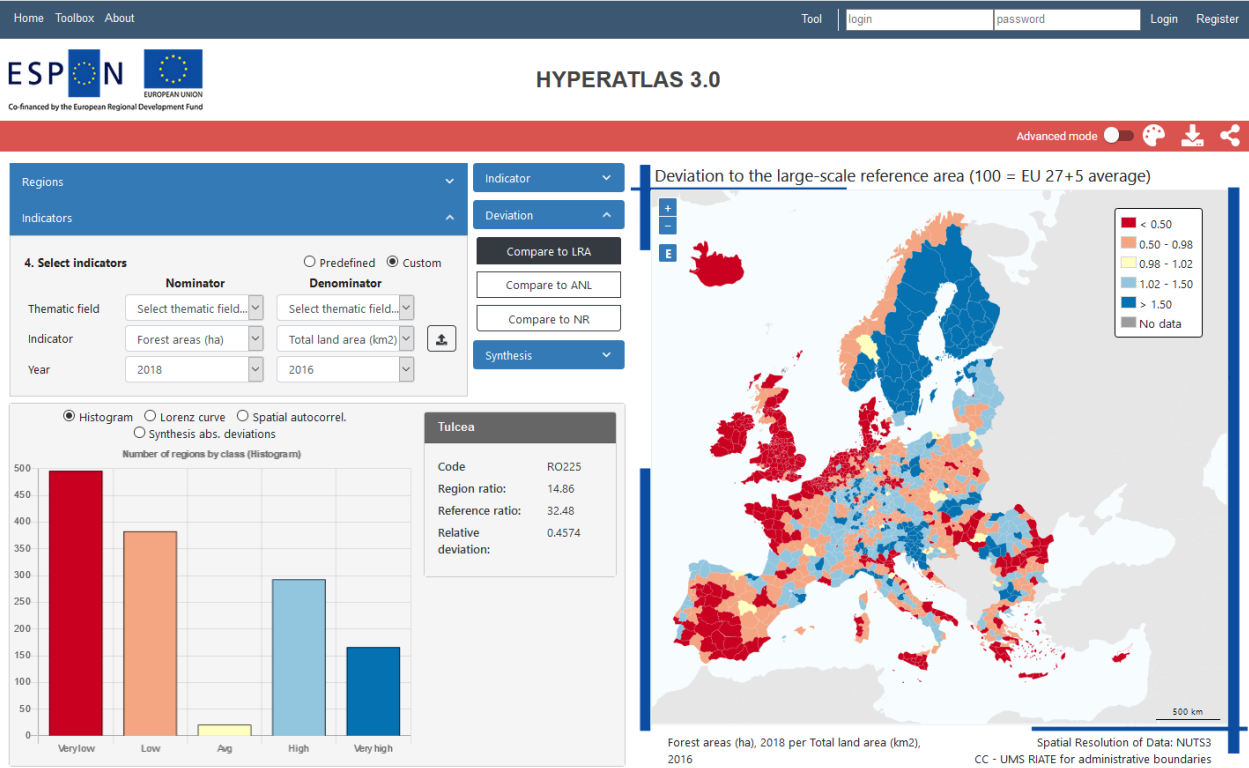 Home Toolbox About
Tool login password Login Register
ESPON
EUROPEAN UNION
Co-financed by the European Regional Development Fund
HYPERATLAS 3.0
Advanced mode
Regions
Indicators
4. Select indicators
Predefined Custom
Nominator Denominator
Thematic field Select thematic field... Select thematic field...
Indicator Forest areas (ha) Total land area (km2)
Year 2018 2016
Indicator
Deviation
Compare to LRA
Compare to ANL
Compare to NR
Synthesis
Histogram Lorenz curve Spatial autocorrel.
Synthesis abs. deviations
Number of regions by class (Histogram)
500
450
400
350
300
250
200
150
100
50
0
Very low Low Avg High Very high
Tulcea
Code RO225
Region ratio: 14.86
Reference ratio: 32.48
Relative 0.4574
deviation:
Deviation to the large-scale reference area (100 = EU 27+5 average)
+
−
E
< 0.50
0.50 - 0.98
0.98 - 1.02
1.02 - 1.50
> 1.50
No data
500 km
Forest areas (ha), 2018 per Total land area (km2),
2016
Spatial Resolution of Data: NUTS3
CC - UMS RIATE for administrative boundaries